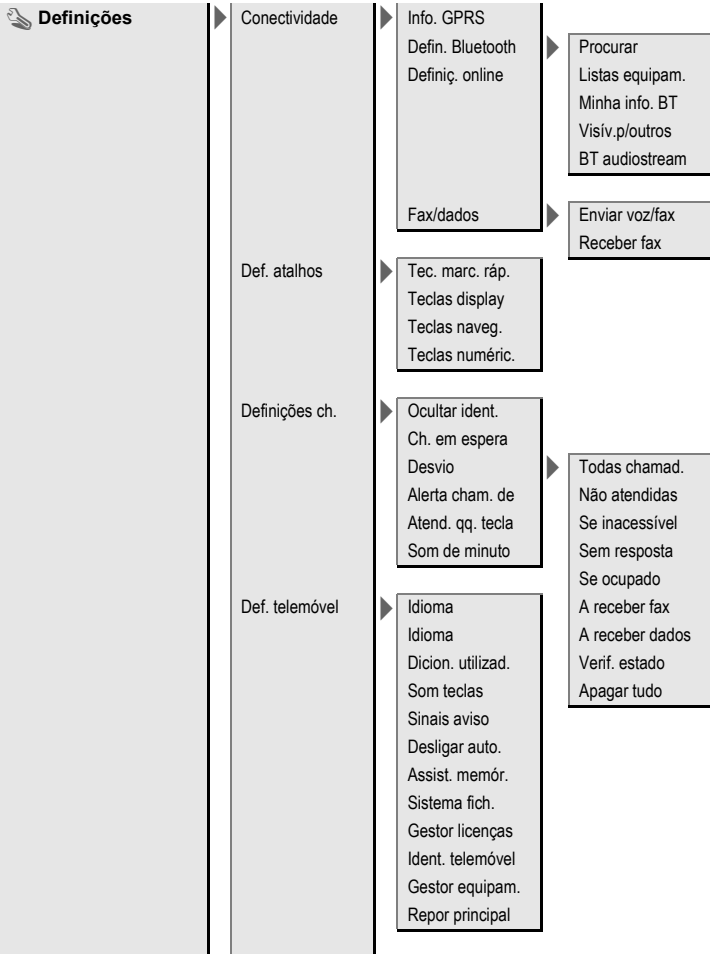 Definições
Conectividade
Info. GPRS
Defin. Bluetooth
Procurar
Listas equipam.
Minha info. BT
Visív.p/outros
BT audiostream
Definiç. online
Fax/dados
Enviar voz/fax
Receber fax
Def. atalhos
Tec. marc. ráp.
Teclas display
Teclas naveg.
Teclas numéric.
Definições ch.
Ocultar ident.
Ch. em espera
Desvio
Todas chamad.
Não atendidas
Se inacessível
Sem resposta
Se ocupado
A receber fax
A receber dados
Verif. estado
Apagar tudo
Alerta cham. de
Atend. qq. tecla
Som de minuto
Def. telemóvel
Idioma
Idioma
Dicion. utilizad.
Som teclas
Sinais aviso
Desligar auto.
Assist. memór.
Sistema fich.
Gestor licenças
Ident. telemóvel
Gestor equipam.
Repor principal